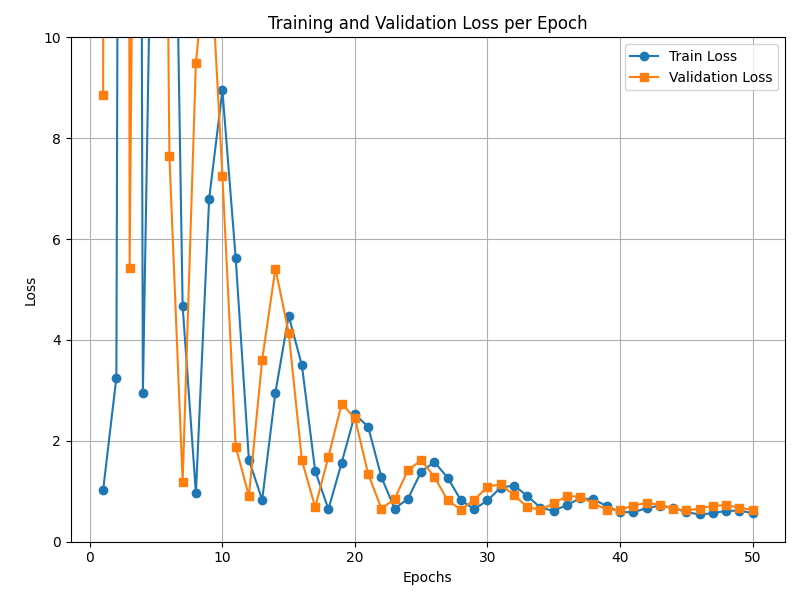 Training and Validation Loss per Epoch
10
8
6
4
2
0
Loss
Train Loss
Validation Loss
0 10 20 30 40 50
Epochs